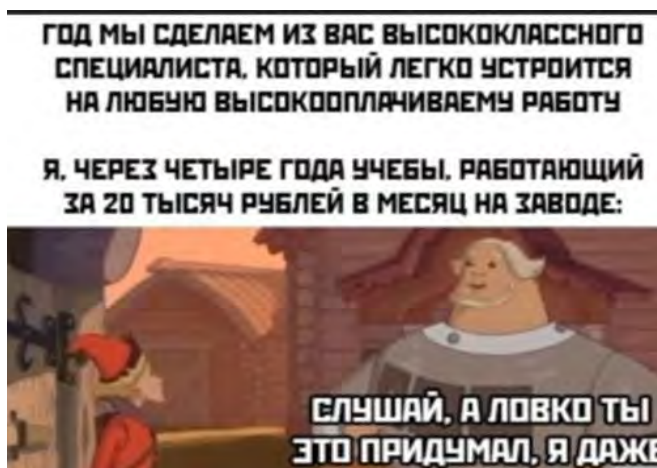 ГОД МЫ СДЕЛАЕМ ИЗ ВАС ВЫСОКОКЛАССНОГО
СПЕЦИАЛИСТА, КОТОРЫЙ ЛЕГКО УСТРОИТСЯ
НА ЛЮБУЮ ВЫСОКООПЛАЧИВАЕМУ РАБОТУ
Я, ЧЕРЕЗ ЧЕТЫРЕ ГОДА УЧЕБЫ, РАБОТАЮЩИЙ
ЗА 20 ТЫСЯЧ РУБЛЕЙ В МЕСЯЦ НА ЗАВОДЕ:
СЛУШАЙ, А ЛОВКО ТЫ
ЭТО ПРИДУМАЛ, Я ДАЖЕ